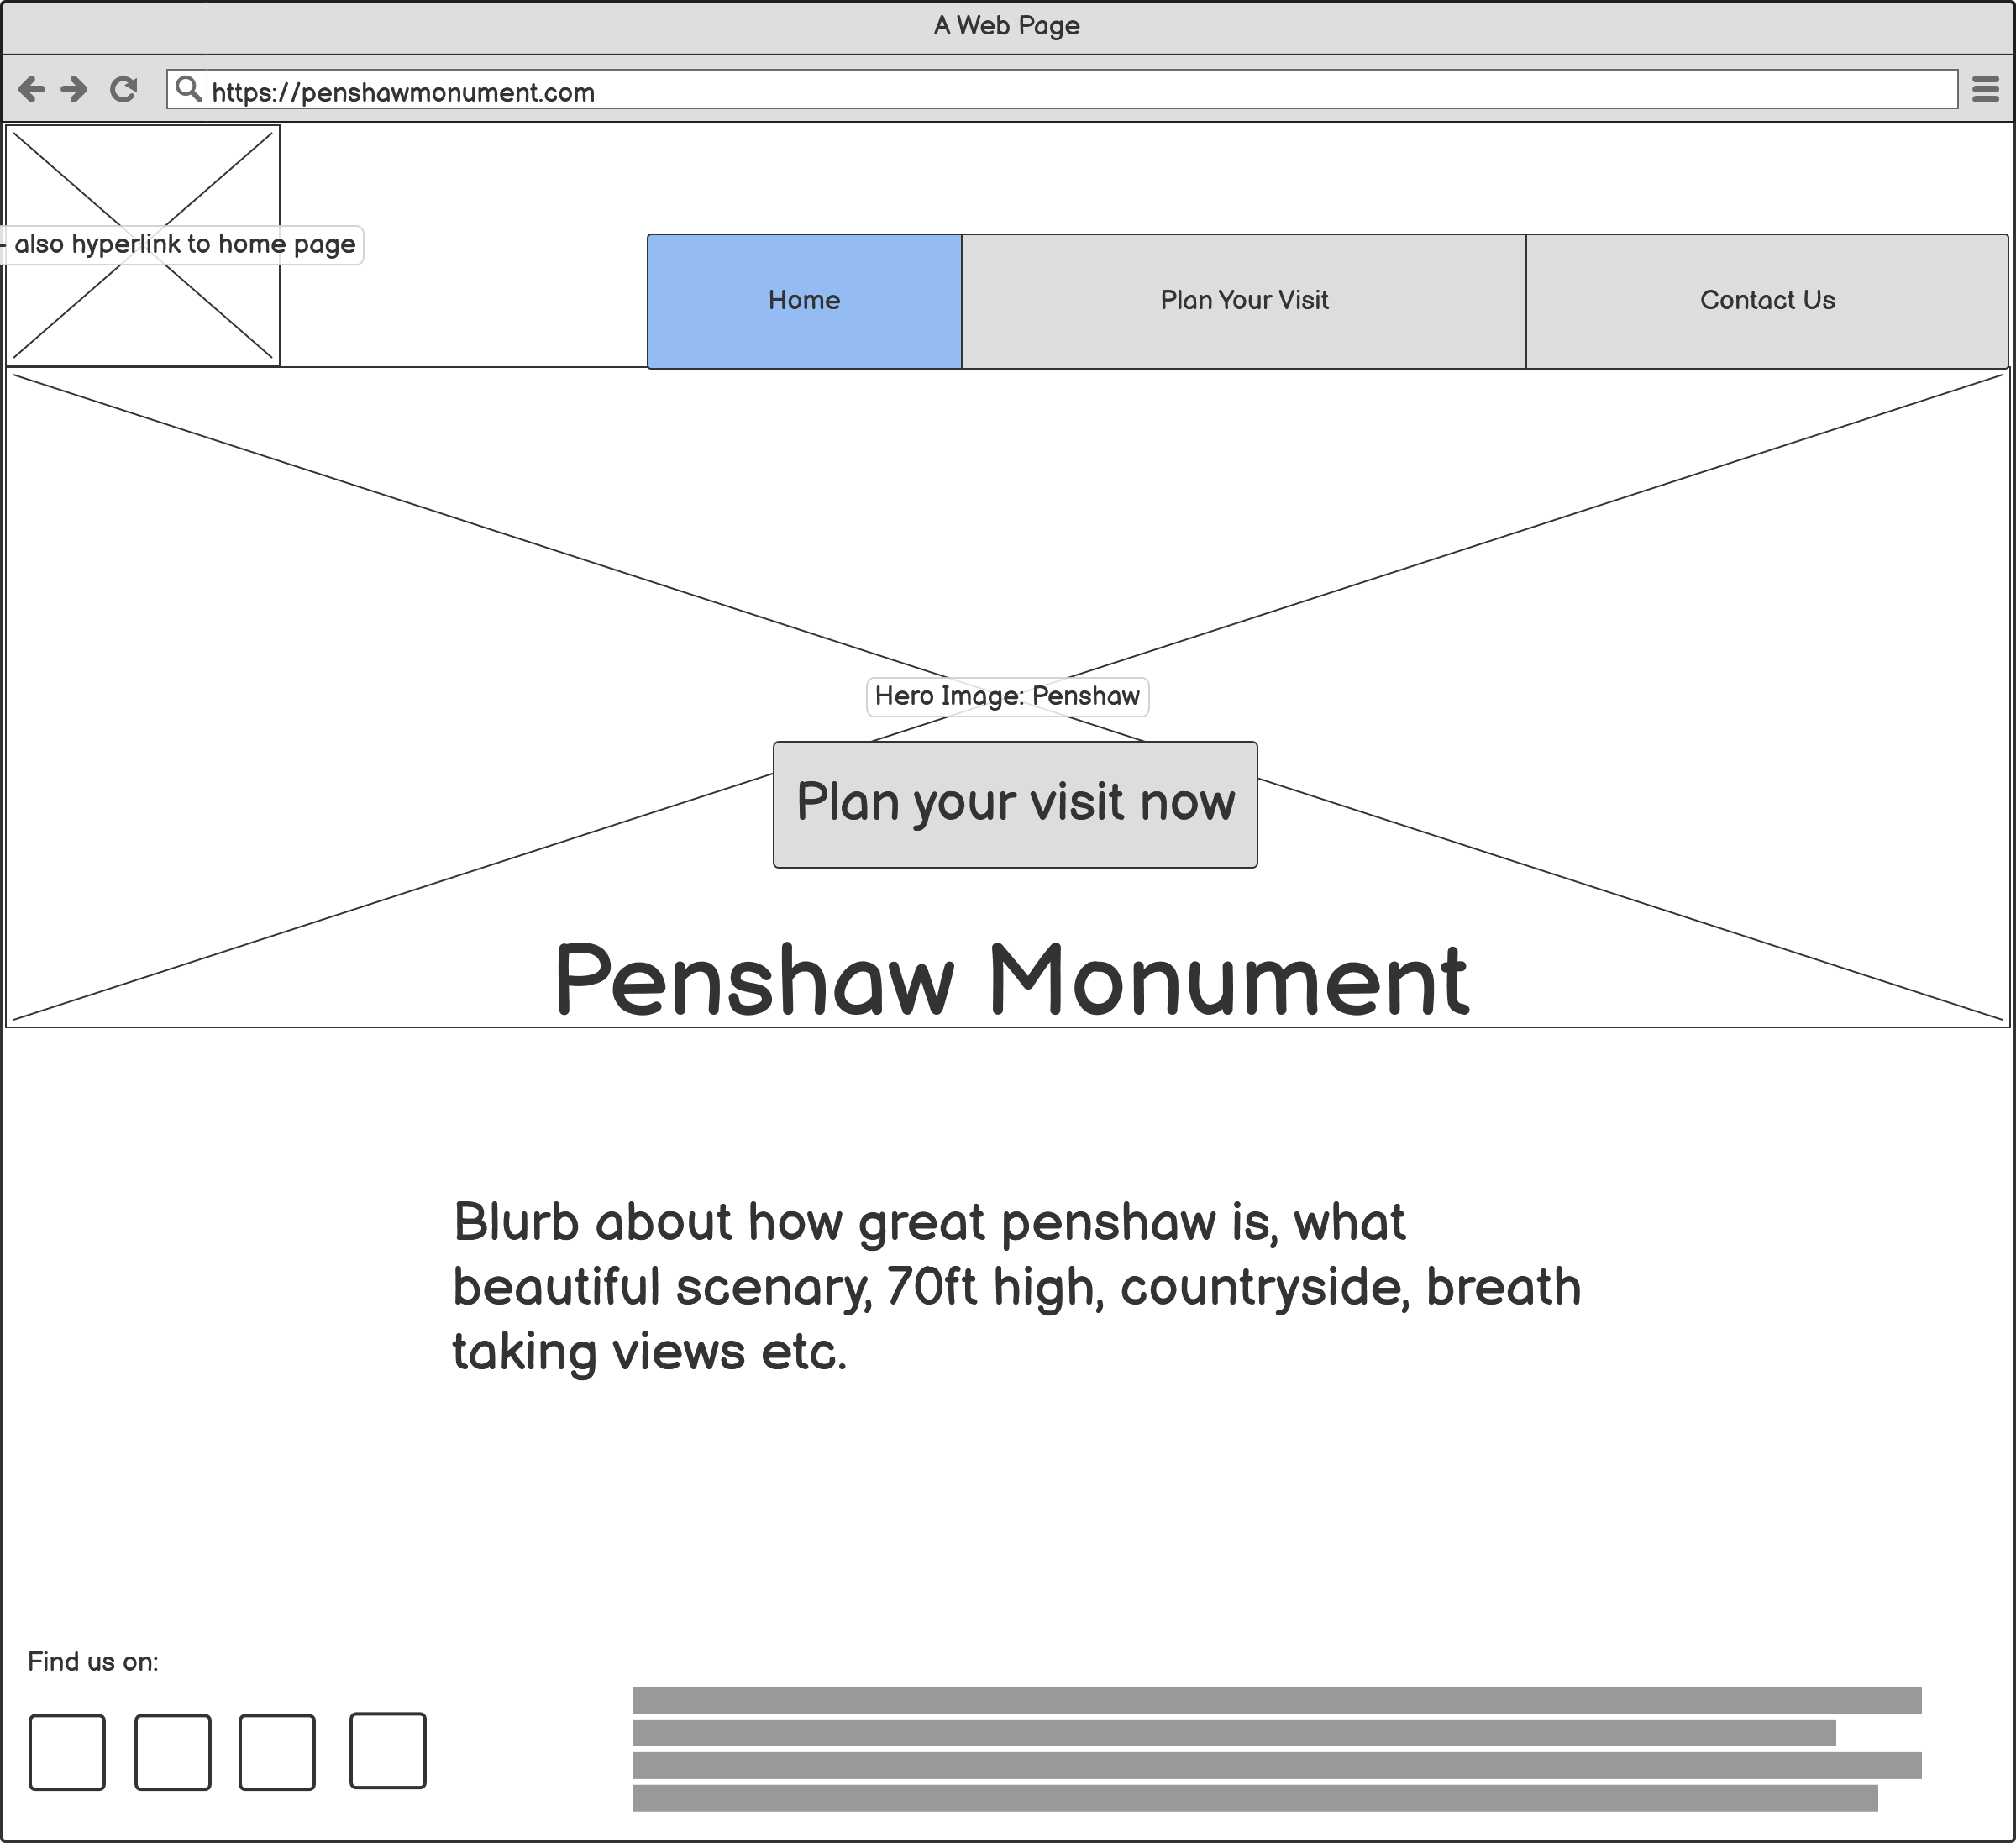 A Web Page
https://penshawmonument.com
- also hyperlink to home page
Home
Plan Your Visit
Contact Us
Hero Image: Penshaw
Plan your visit now
Penshaw Monument
Blurb about how great penshaw is, what
beautiful scenary, 70ft high, countryside, breath
taking views etc.
Find us on: